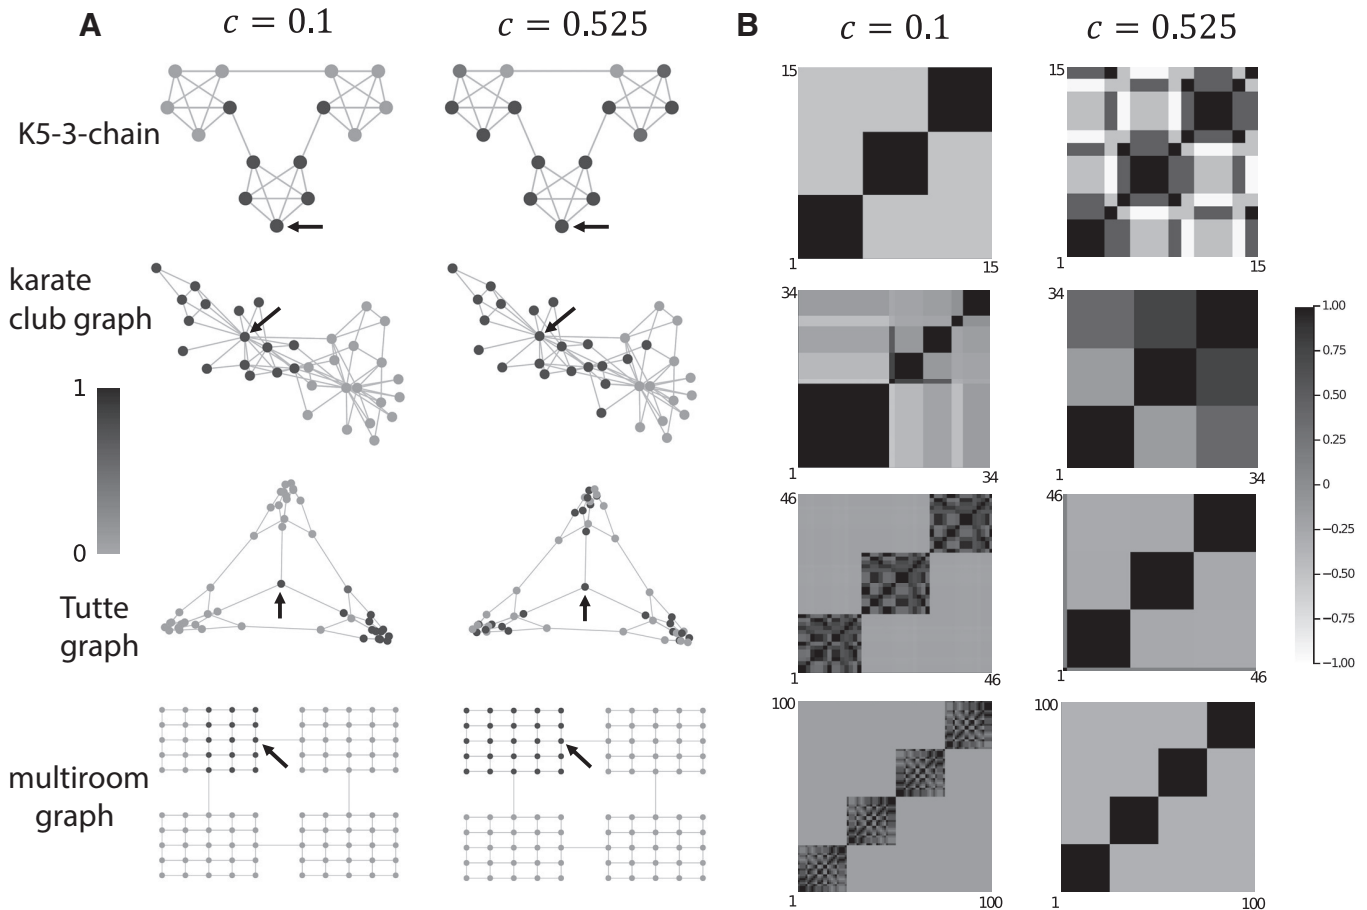 A
c = 0.1
c = 0.525
B
c = 0.1
c = 0.525
K5-3-chain
15
1
15
15
1
15
karate
club graph
34
1
34
34
1
34
1
0
1.00
0.75
0.50
0.25
0
−0.25
−0.50
−0.75
−1.00
Tutte
graph
46
1
46
46
1
46
multiroom
graph
100
1
100
100
1
100